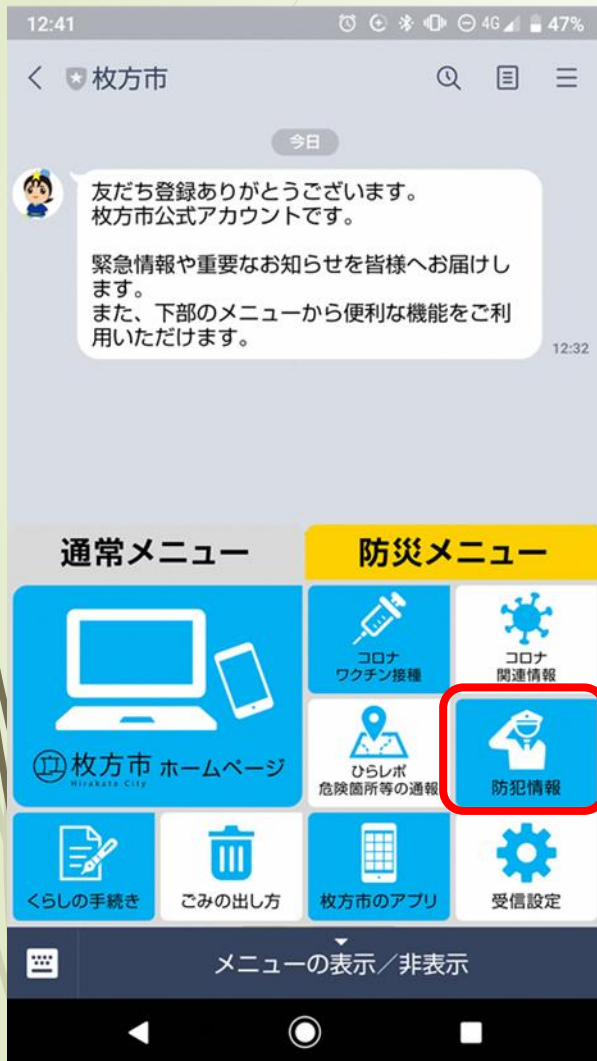 12:41
4G
47%
枚方市
今日
友だち登録ありがとうございます。
枚方市公式アカウントです。
緊急情報や重要なお知らせを皆様へお届けし
ます。
また、下部のメニューから便利な機能をご利
用いただけます。
12:32
通常メニュー
防災メニュー
コロナ
ワクチン接種
コロナ
関連情報
枚方市 ホームページ
Hirakata City
ひらレポ
危険箇所等の通報
防犯情報
くらしの手続き
ごみの出し方
枚方市のアプリ
受信設定
メニューの表示/非表示